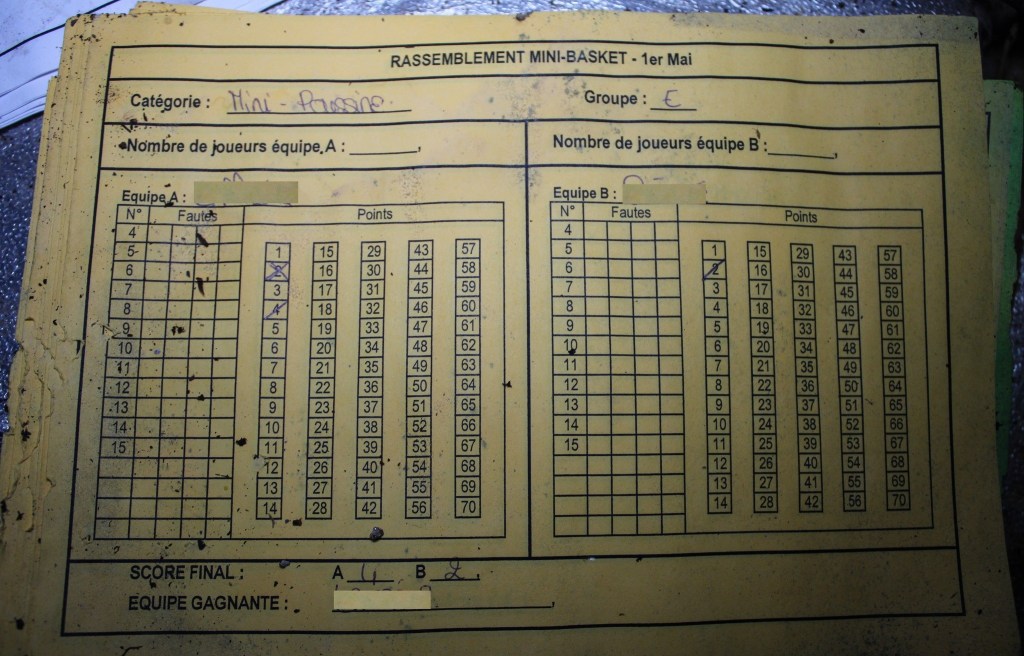 RASSEMBLEMENT MINI-BASKET - 1er Mai
Catégorie : Mini - Poussine Groupe : E
Nombre de joueurs équipe A : Nombre de joueurs équipe B :
Equipe A : Equipe B :
N° Fautes Points N° Fautes Points
4 4
5 1 15 29 43 57 5 1 15 29 43 57
6 2 16 30 44 58 6 2 16 30 44 58
7 3 17 31 45 59 7 3 17 31 45 59
8 4 18 32 46 60 8 4 18 32 46 60
9 5 19 33 47 61 9 5 19 33 47 61
10 6 20 34 48 62 10 6 20 34 48 62
11 7 21 35 49 63 11 7 21 35 49 63
12 8 22 36 50 64 12 8 22 36 50 64
13 9 23 37 51 65 13 9 23 37 51 65
14 10 24 38 52 66 14 10 24 38 52 66
15 11 25 39 53 67 15 11 25 39 53 67
12 26 40 54 68 12 26 40 54 68
13 27 41 55 69 13 27 41 55 69
14 28 42 56 70 14 28 42 56 70
SCORE FINAL : A 4 B 2
EQUIPE GAGNANTE :